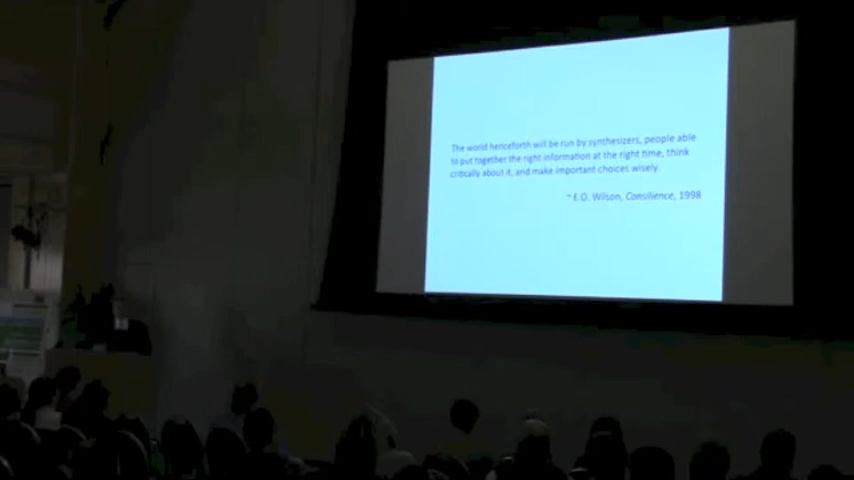 The world henceforth will be run by synthesizers, people able
to put together the right information at the right time, think
critically about it, and make important choices wisely.
~ E.O. Wilson, Consilience, 1998